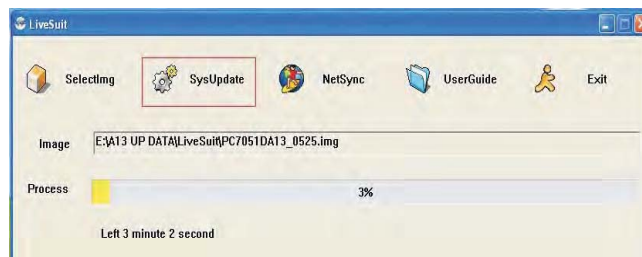 LiveSuit
SelectImg SysUpdate NetSync UserGuide Exit
Image E:\A13 UP DATA\LiveSuit\PC7051DA13_0525.img
Process 3%
Left 3 minute 2 second